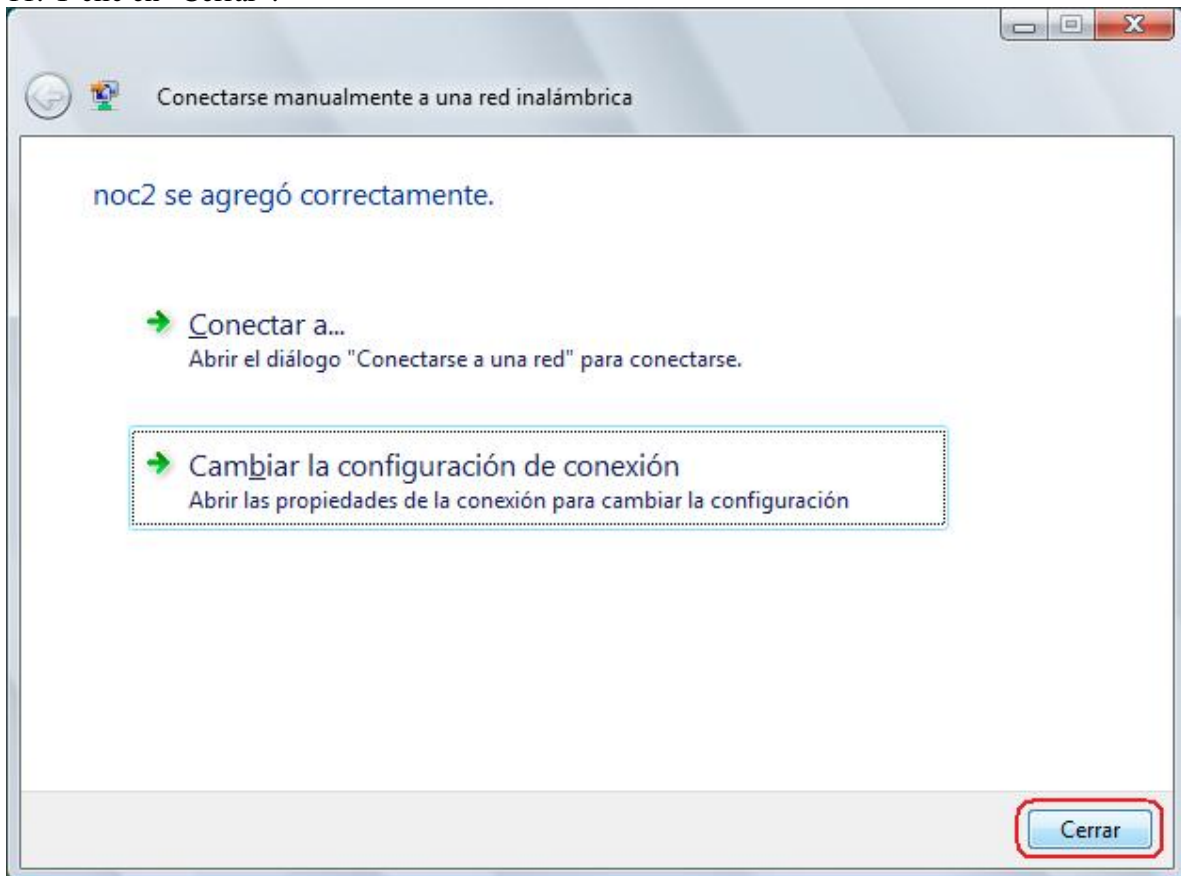 Conectarse manualmente a una red inalámbrica
noc2 se agregó correctamente.
Conectar a...
Abrir el diálogo "Conectarse a una red" para conectarse.
Cambiar la configuración de conexión
Abrir las propiedades de la conexión para cambiar la configuración
Cerrar